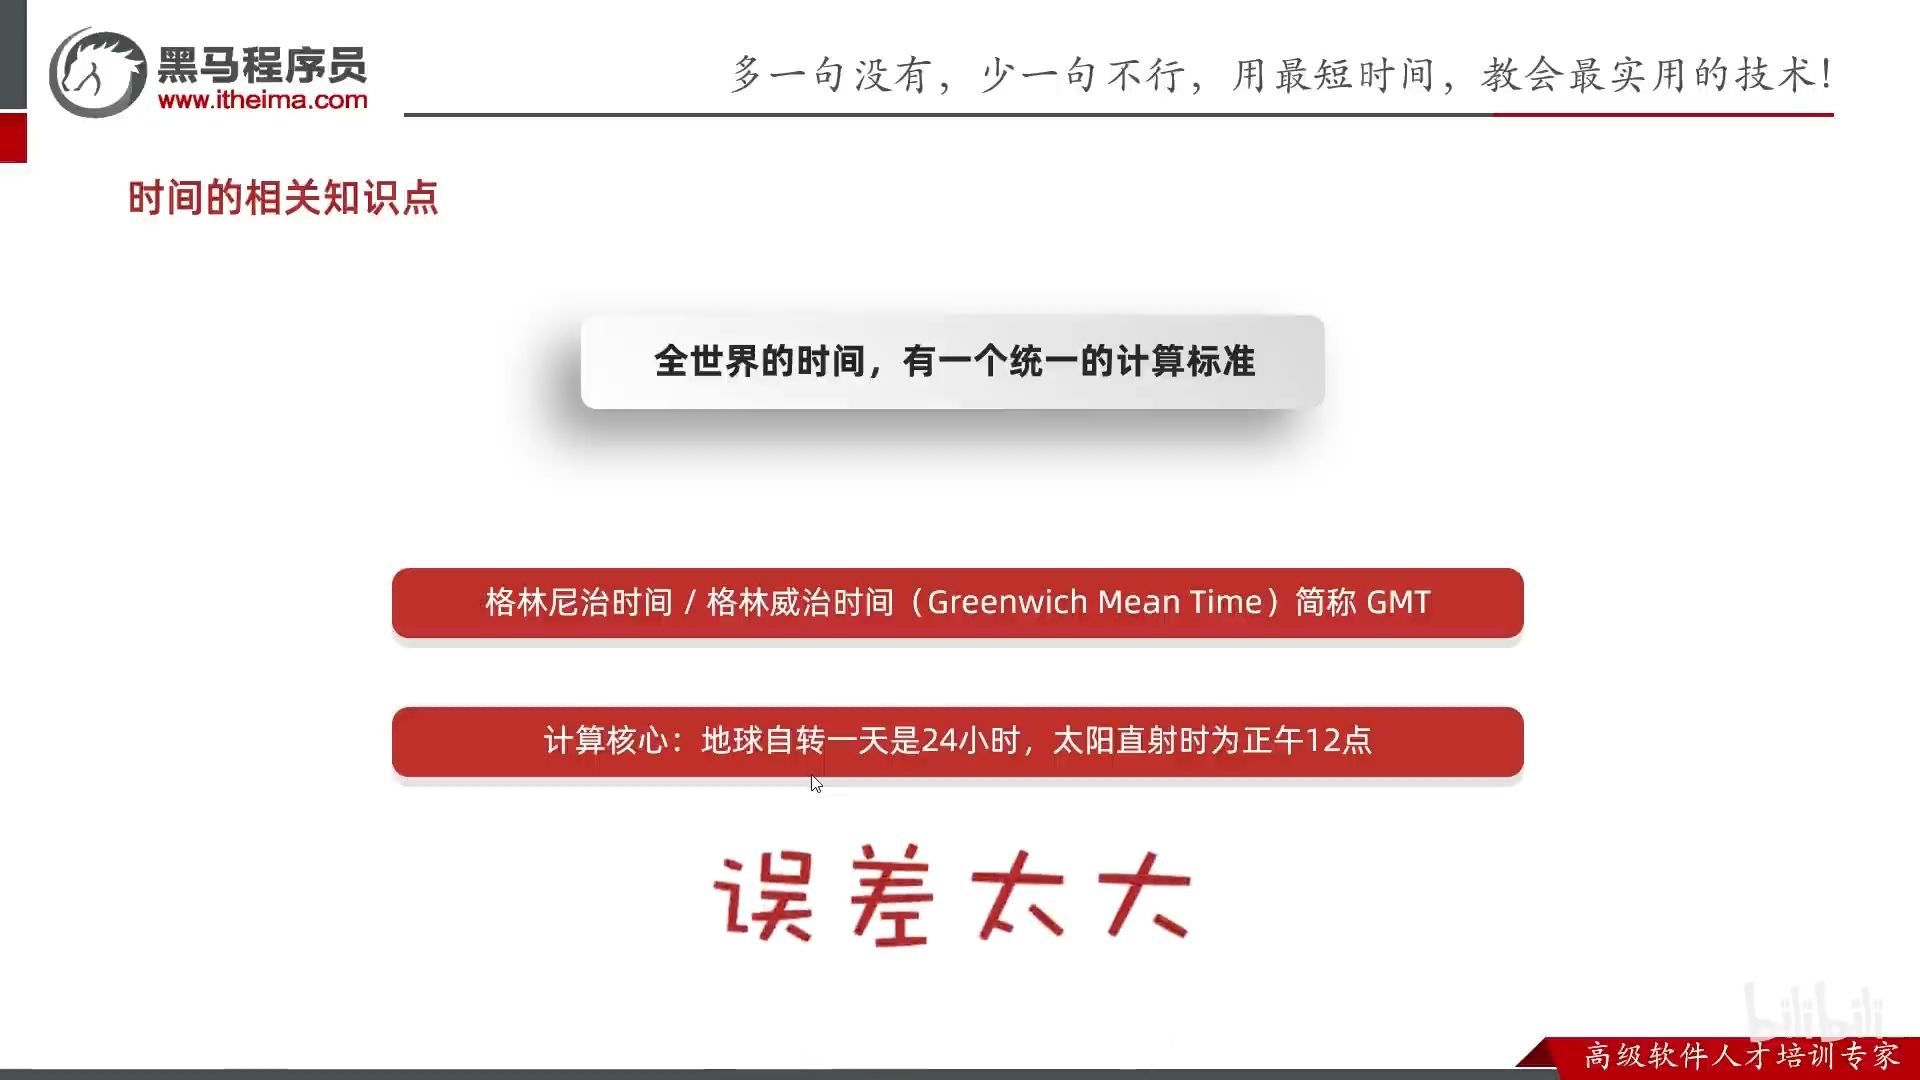 黑马程序员
www.itheima.com
多一句没有，少一句不行，用最短时间，教会最实用的技术！
时间的相关知识点
全世界的时间，有一个统一的计算标准
格林尼治时间 / 格林威治时间（Greenwich Mean Time）简称 GMT
计算核心：地球自转一天是24小时，太阳直射时为正午12点
误差太大
bilibili
高级软件人才培训专家